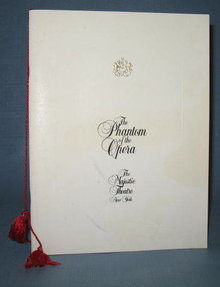 The
Phantom
of the
Opera
The
Majestic
Theatre
New York